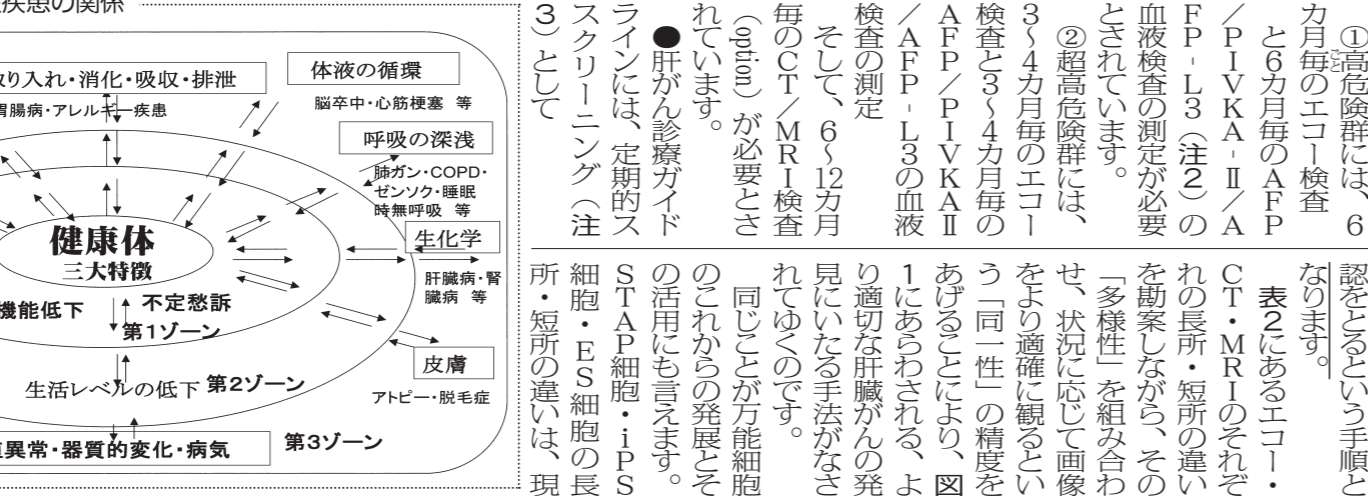 ①高危険群には、6
カ月毎のエコー検査
ごと
と6カ月毎のAFP
/PIVKA-Ⅱ/A
FP-L3(注2)の
血液検査の測定が必要
とされています。
②超高危険群には、
3〜4カ月毎のエコー
検査と3〜4カ月毎の
AFP/PIVKAⅡ
/AFP-L3の血液
検査の測定
そして、6〜12カ月
毎のCT/MRI検査
(option)が必要とさ
れています。
●肝がん診療ガイド
ラインには、定期的ス
スクリーニング(注
3)として
認をとるという手順と
なります。
表2にあるエコー・
CT・MRIのそれぞ
れの長所・短所の違い
を勘案しながら、その
「多様性」を組み合わ
せ、状況に応じて画像
をより適確に観るとい
う「同一性」の精度を
あげることにより、図
1にあらわされる、よ
り適切な肝臓がんの発
見にいたる手法がなさ
れてゆくのです。
同じことが万能細胞
のこれからの発展とそ
の活用にも言えます。
STAP細胞・iPS
細胞・ES細胞の長
所・短所の違いは、現
疾患の関係
り入れ・消化・吸収・排泄
胃腸病・アレルギー疾患
体液の循環
脳卒中・心筋梗塞 等
呼吸の深浅
肺ガン・COPD・
ゼンソク・睡眠
時無呼吸 等
生化学
肝臓病・腎
臓病 等
皮膚
アトピー・脱毛症
健康体
三大特徴
機能低下
不定愁訴
第1ゾーン
生活レベルの低下
第2ゾーン
異常・器質的変化・病気
第3ゾーン